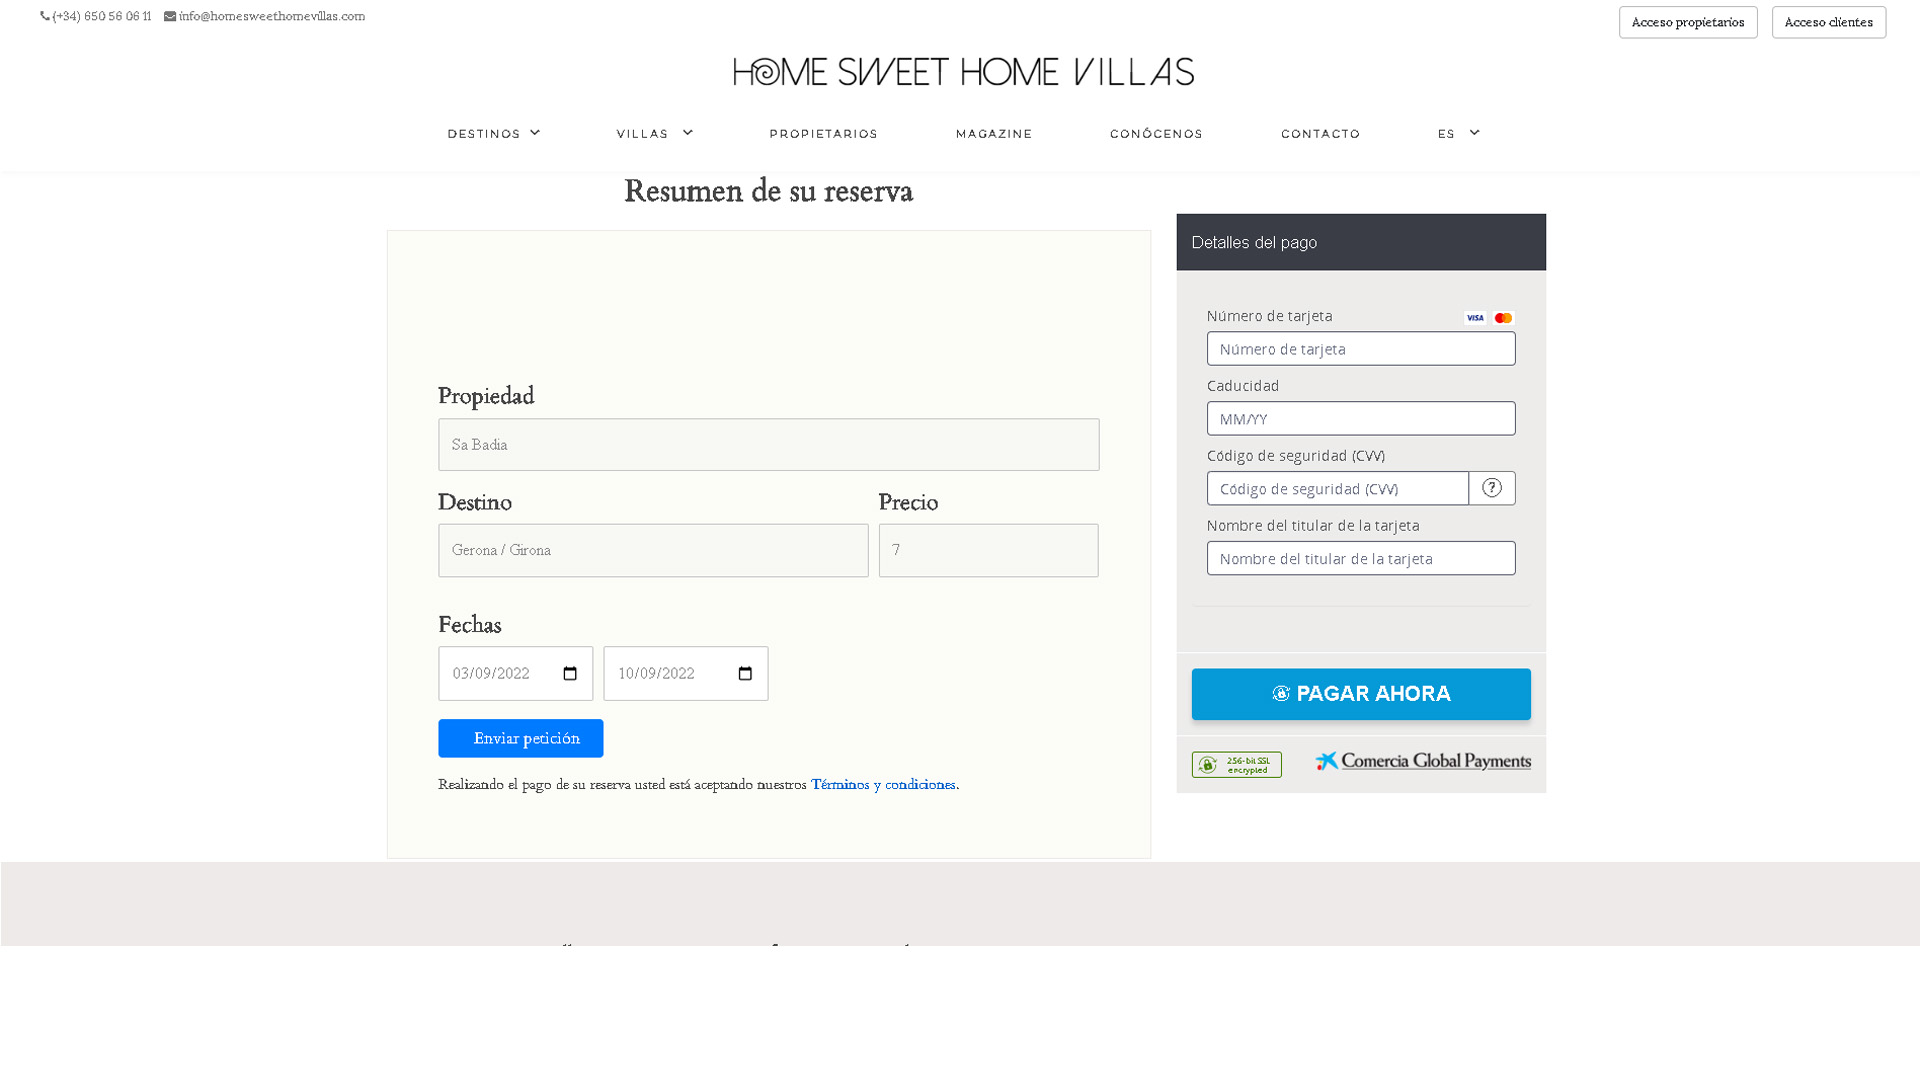 (+34) 650 56 06 11 info@homesweethomevillas.com
Acceso propietarios Acceso clientes
HOME SWEET HOME VILLAS
DESTINOS VILLAS PROPIETARIOS MAGAZINE CONÓCENOS CONTACTO ES
Resumen de su reserva
Propiedad
Sa Badia
Destino Precio
Gerona / Girona 7
Fechas
03/09/2022 10/09/2022
Enviar petición
Realizando el pago de su reserva usted está aceptando nuestros Términos y condiciones.
Detalles del pago
Número de tarjeta VISA
Número de tarjeta
Caducidad
MM/YY
Código de seguridad (CVV)
Código de seguridad (CVV) ?
Nombre del titular de la tarjeta
Nombre del titular de la tarjeta
PAGAR AHORA
256-bit SSL
encrypted
Comercia Global Payments